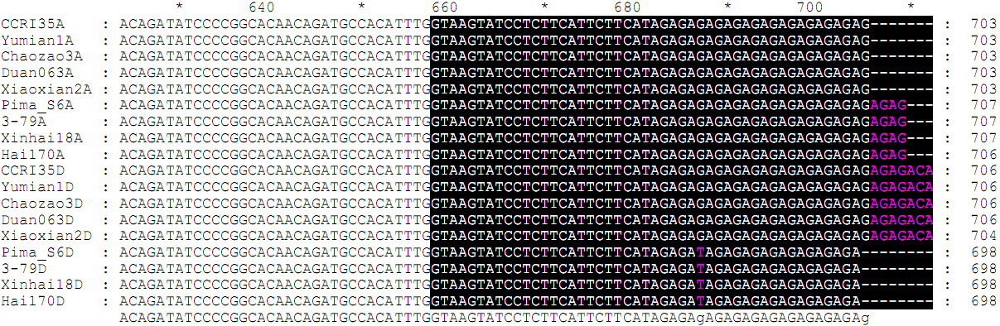 * 640 * 660 * 680 * 700 *
CCRI35A : ACAGATATCCCCGGCACAACAGATGCCACATTTGGTAAGTATCCTCTTCATTCTTCATAGAGAGAGAGAGAGAGAGAGAGAG------- : 703
Yumian1A : ACAGATATCCCCGGCACAACAGATGCCACATTTGGTAAGTATCCTCTTCATTCTTCATAGAGAGAGAGAGAGAGAGAGAGAG------- : 703
Chaozao3A : ACAGATATCCCCGGCACAACAGATGCCACATTTGGTAAGTATCCTCTTCATTCTTCATAGAGAGAGAGAGAGAGAGAGAGAG------- : 703
Duan063A : ACAGATATCCCCGGCACAACAGATGCCACATTTGGTAAGTATCCTCTTCATTCTTCATAGAGAGAGAGAGAGAGAGAGAGAG------- : 703
Xiaoxian2A : ACAGATATCCCCGGCACAACAGATGCCACATTTGGTAAGTATCCTCTTCATTCTTCATAGAGAGAGAGAGAGAGAGAGAGAG------- : 703
Pima_S6A : ACAGATATCCCCGGCACAACAGATGCCACATTTGGTAAGTATCCTCTTCATTCTTCATAGAGAGAGAGAGAGAGAGAGAGAGAGAG--- : 707
3-79A : ACAGATATCCCCGGCACAACAGATGCCACATTTGGTAAGTATCCTCTTCATTCTTCATAGAGAGAGAGAGAGAGAGAGAGAGAGAG--- : 707
Xinhai18A : ACAGATATCCCCGGCACAACAGATGCCACATTTGGTAAGTATCCTCTTCATTCTTCATAGAGAGAGAGAGAGAGAGAGAGAGAGAG--- : 707
Hai170A : ACAGATATCCCCGGCACAACAGATGCCACATTTGGTAAGTATCCTCTTCATTCTTCATAGAGAGAGAGAGAGAGAGAGAGAGAGAG--- : 706
CCRI35D : ACAGATATCCCCGGCACAACAGATGCCACATTTGGTAAGTATCCTCTTCATTCTTCATAGAGAGAGAGAGAGAGAGAGAGAGAGAGACA : 706
Yumian1D : ACAGATATCCCCGGCACAACAGATGCCACATTTGGTAAGTATCCTCTTCATTCTTCATAGAGAGAGAGAGAGAGAGAGAGAGAGAGACA : 706
Chaozao3D : ACAGATATCCCCGGCACAACAGATGCCACATTTGGTAAGTATCCTCTTCATTCTTCATAGAGAGAGAGAGAGAGAGAGAGAGAGAGACA : 706
Duan063D : ACAGATATCCCCGGCACAACAGATGCCACATTTGGTAAGTATCCTCTTCATTCTTCATAGAGAGAGAGAGAGAGAGAGAGAGAGAGACA : 706
Xiaoxian2D : ACAGATATCCCCGGCACAACAGATGCCACATTTGGTAAGTATCCTCTTCATTCTTCATAGAGAGAGAGAGAGAGAGAGAGAGAGAGACA : 704
Pima_S6D : ACAGATATCCCCGGCACAACAGATGCCACATTTGGTAAGTATCCTCTTCATTCTTCATAGAGATAGAGAGAGAGAGAGAGA-------- : 698
3-79D : ACAGATATCCCCGGCACAACAGATGCCACATTTGGTAAGTATCCTCTTCATTCTTCATAGAGATAGAGAGAGAGAGAGAGA-------- : 698
Xinhai18D : ACAGATATCCCCGGCACAACAGATGCCACATTTGGTAAGTATCCTCTTCATTCTTCATAGAGATAGAGAGAGAGAGAGAGA-------- : 698
Hai170D : ACAGATATCCCCGGCACAACAGATGCCACATTTGGTAAGTATCCTCTTCATTCTTCATAGAGATAGAGAGAGAGAGAGAGA-------- : 698
ACAGATATCCCCGGCACAACAGATGCCACATTTGGTAAGTATCCTCTTCATTCTTCATAGAGAgAGAGAGAGAGAGAGAGAg